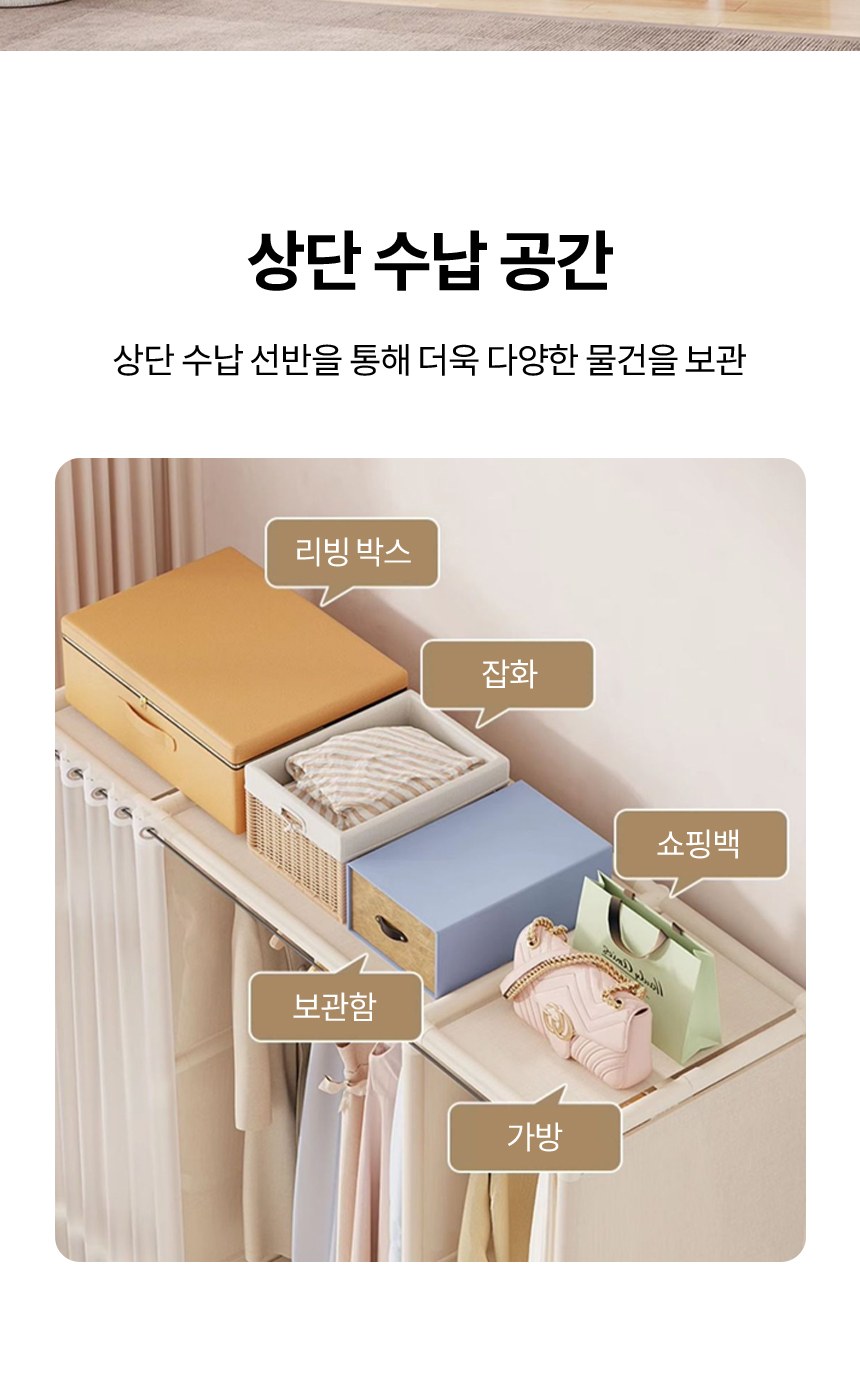 상단 수납 공간
상단 수납 선반을 통해 더욱 다양한 물건을 보관
리빙 박스
잡화
쇼핑백
보관함
가방